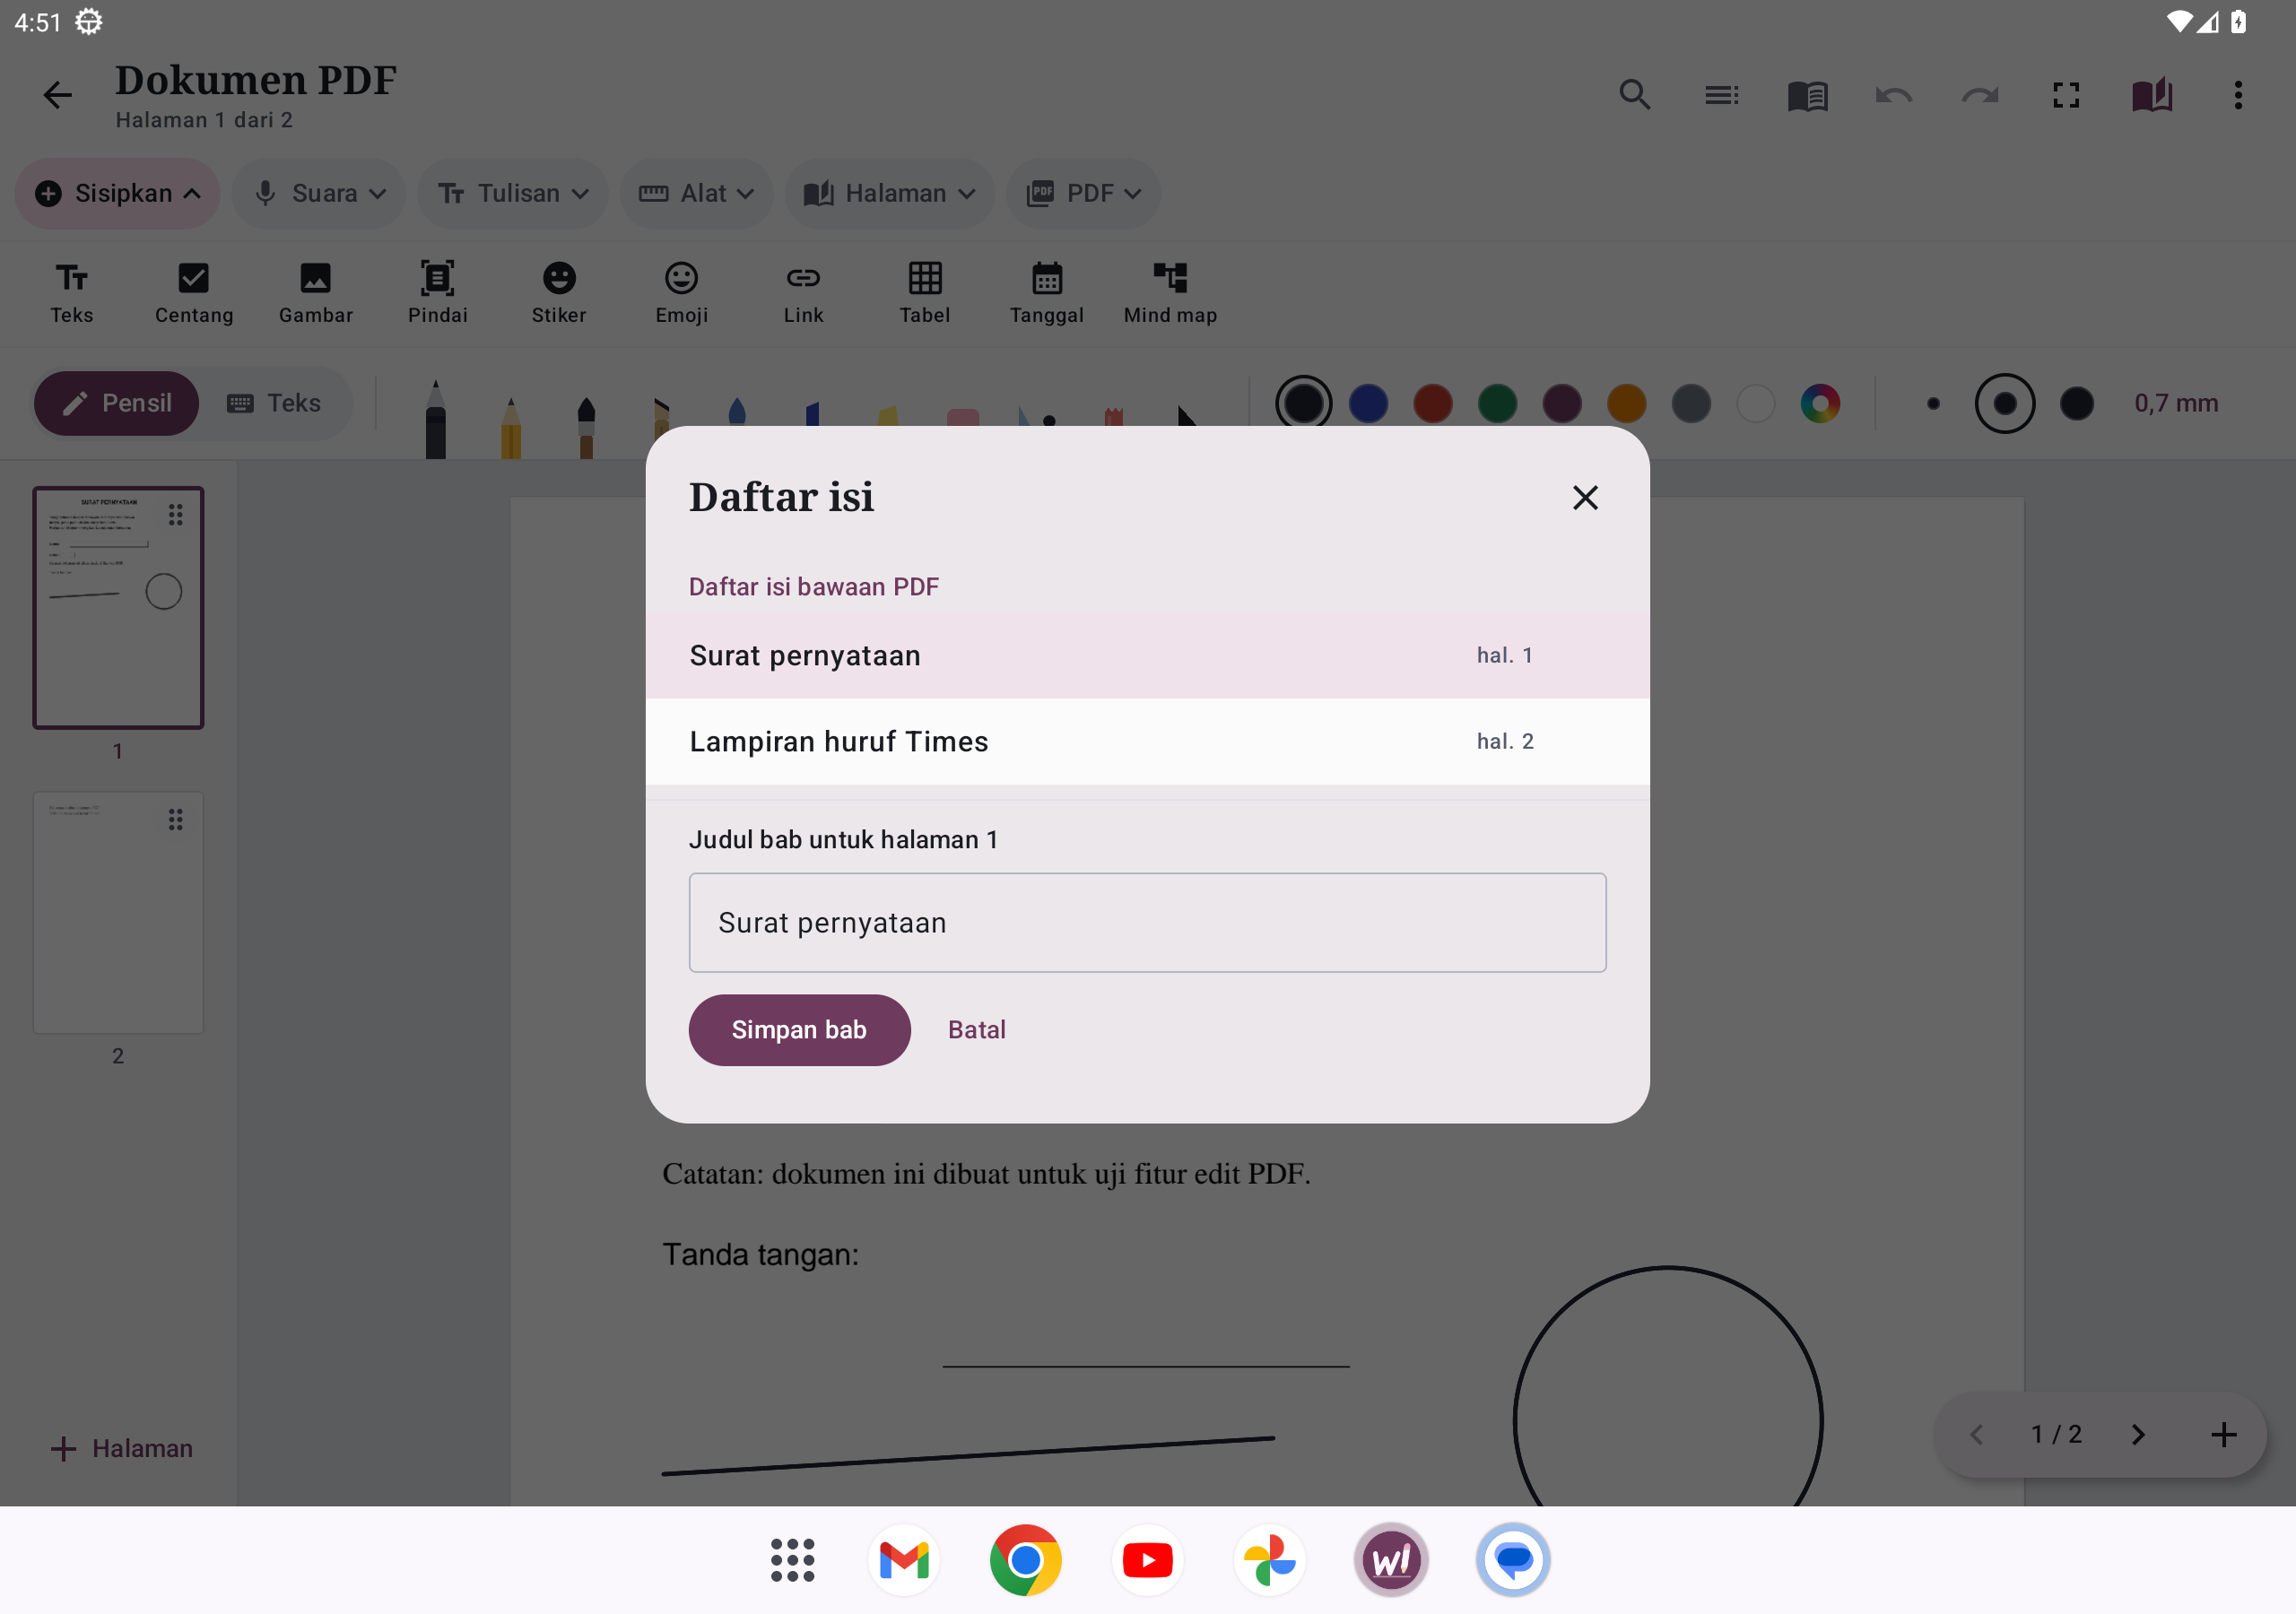 4:51
Dokumen PDF
Halaman 1 dari 2
Sisipkan
Suara
Tulisan
Alat
Halaman
PDF
Teks
Centang
Gambar
Pindai
Stiker
Emoji
Link
Tabel
Tanggal
Mind map
Pensil
Teks
0,7 mm
SURAT PERNYATAAN
1
2
Halaman
Daftar isi
Daftar isi bawaan PDF
Surat pernyataan hal. 1
Lampiran huruf Times hal. 2
Judul bab untuk halaman 1
Surat pernyataan
Simpan bab Batal
Catatan: dokumen ini dibuat untuk uji fitur edit PDF.
Tanda tangan:
1 / 2